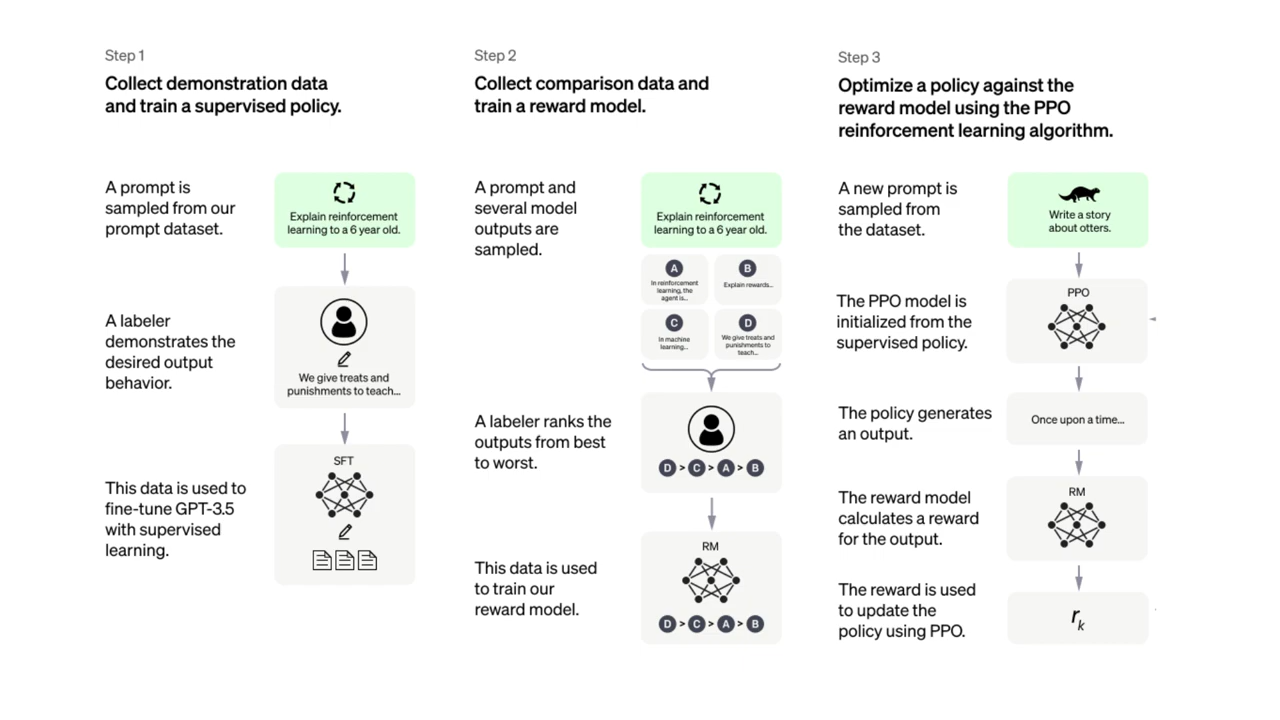 Step 1
Collect demonstration data
and train a supervised policy.
A prompt is
sampled from our
prompt dataset.
Explain reinforcement
learning to a 6 year old.
A labeler
demonstrates the
desired output
behavior.
We give treats and
punishments to teach...
This data is used to
fine-tune GPT-3.5
with supervised
learning.
SFT
Step 2
Collect comparison data and
train a reward model.
A prompt and
several model
outputs are
sampled.
Explain reinforcement
learning to a 6 year old.
A
In reinforcement
learning, the
agent is...
B
Explain rewards...
C
In machine
learning...
D
We give treats and
punishments to
teach...
A labeler ranks the
outputs from best
to worst.
D > C > A > B
This data is used
to train our
reward model.
RM
D > C > A > B
Step 3
Optimize a policy against the
reward model using the PPO
reinforcement learning algorithm.
A new prompt is
sampled from
the dataset.
Write a story
about otters.
The PPO model is
initialized from the
supervised policy.
PPO
The policy generates
an output.
Once upon a time...
The reward model
calculates a reward
for the output.
RM
The reward is used
to update the
policy using PPO.
rk